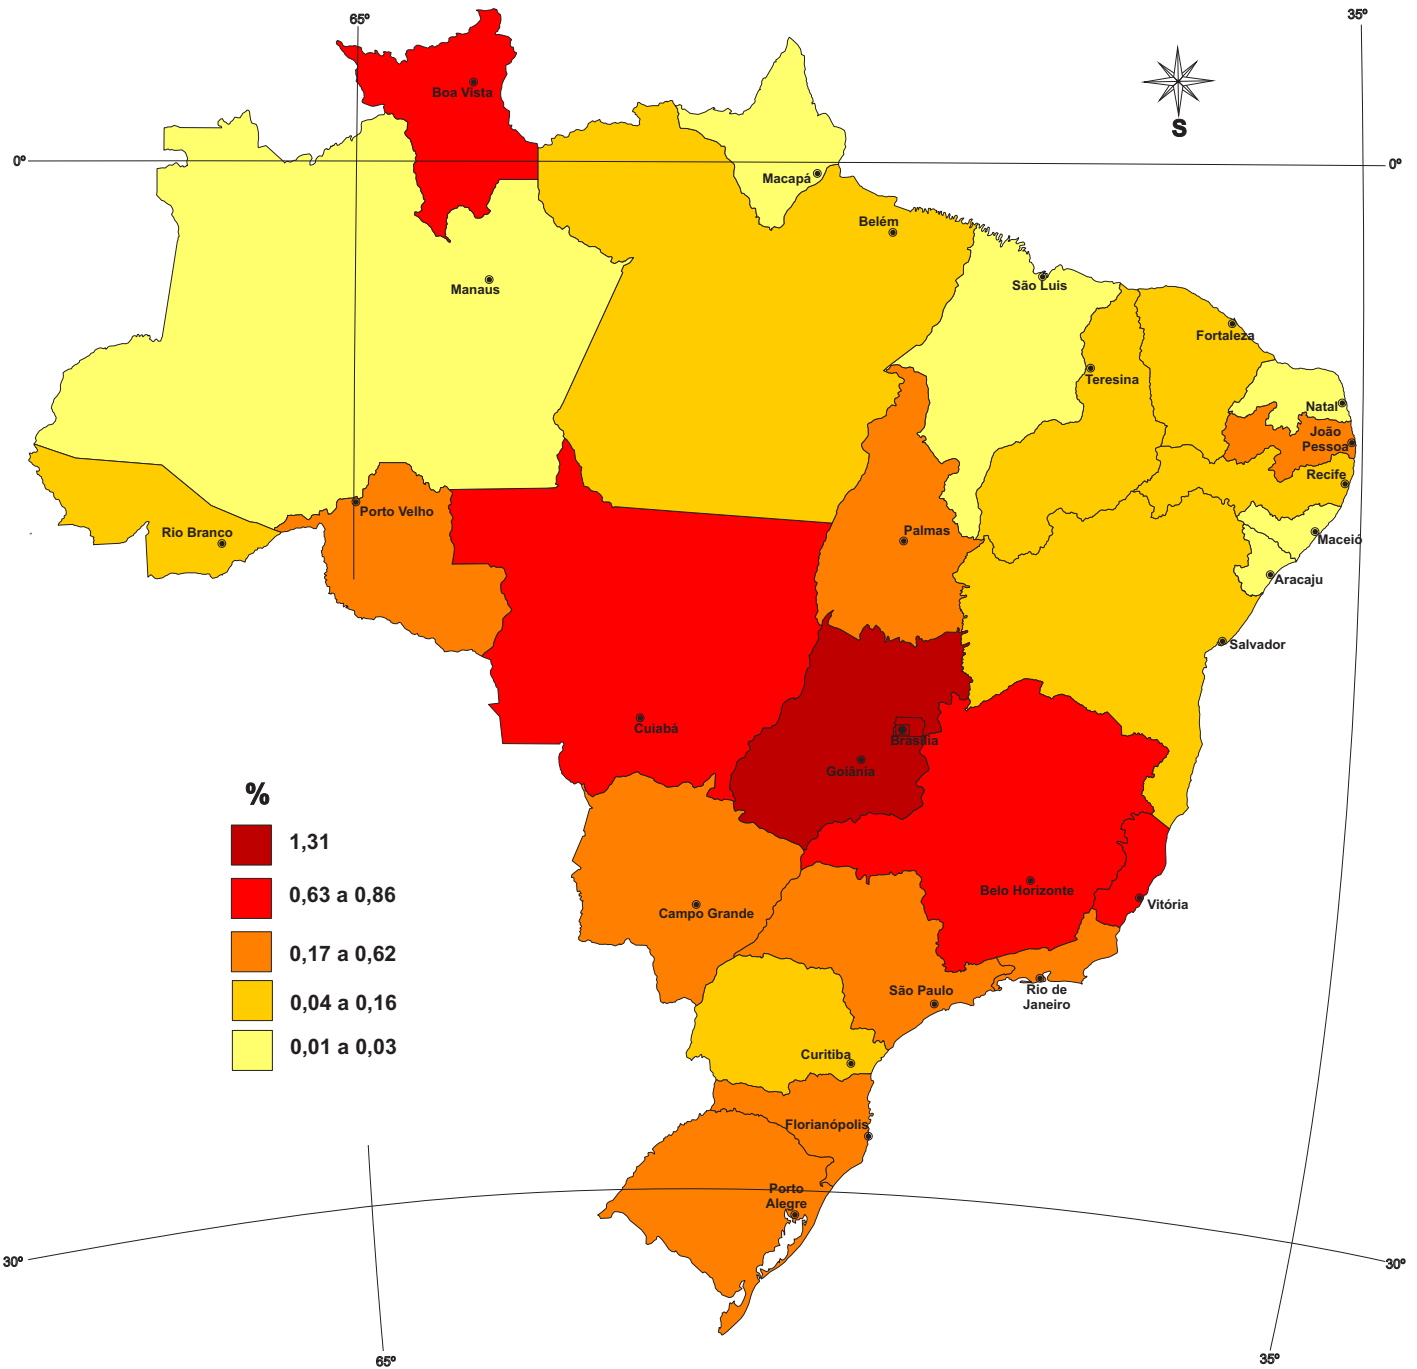 65º
35º
Boa Vista
S
0º
0º
Macapá
Belém
Manaus
São Luis
Fortaleza
Teresina
Natal
João
Pessoa
Recife
Porto Velho
Rio Branco
Palmas
Maceió
Aracaju
Salvador
Cuiabá
Brasília
Goiânia
%
1,31
0,63 a 0,86
0,17 a 0,62
0,04 a 0,16
0,01 a 0,03
Belo Horizonte
Vitória
Campo Grande
São Paulo
Rio de
Janeiro
Curitiba
Florianópolis
Porto
Alegre
30º
30º
65º
35º